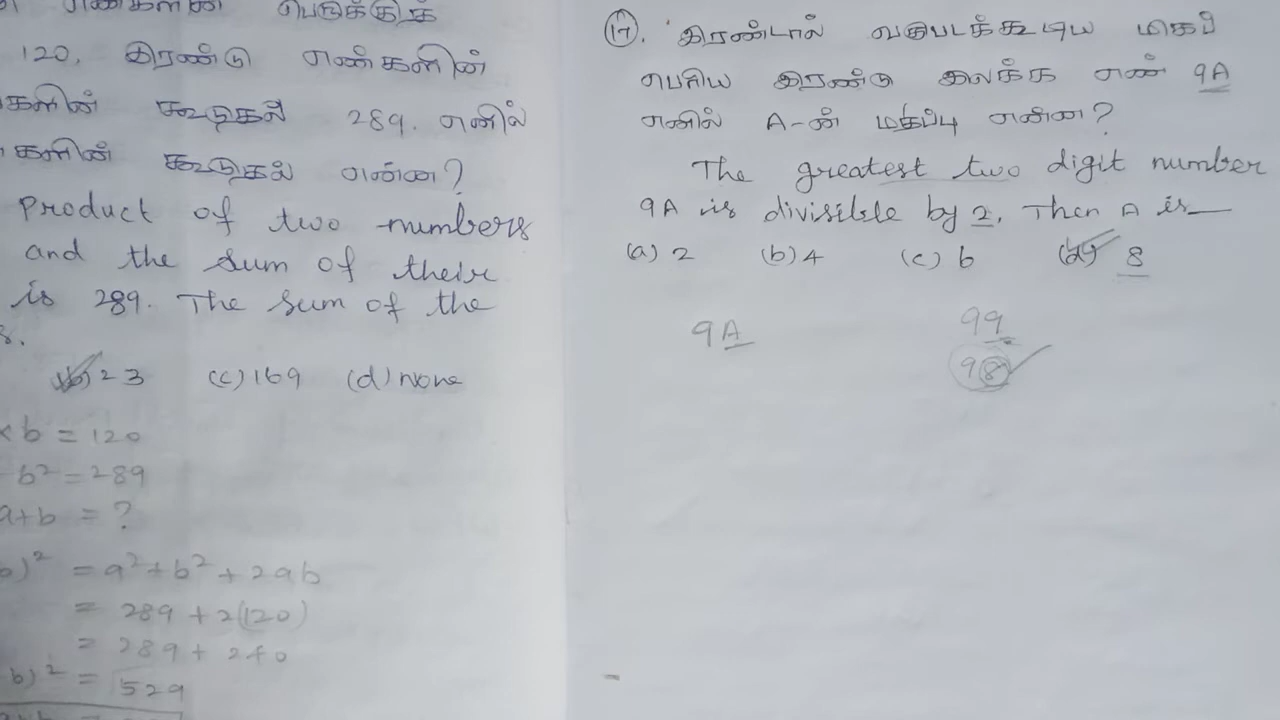 எண்களின் பெருக்குத்
120, இரண்டு எண்களின்
களின் கூடுதல் 289. எனில்
களின் கூடுதல் என்ன?
product of two numbers
and the sum of their
is 289. The sum of the
s.
(b) 23 (c) 169 (d) none
× b = 120
b² = 289
a+b = ?
b)² = a² + b² + 2ab
= 289 + 2(120)
= 289 + 240
b)² = 529
17. இரண்டால் வகுபடக்கூடிய மிகப்
பெரிய இரண்டு இலக்க எண் 9A
எனில் A-ன் மதிப்பு என்ன?
The greatest two digit number
9A is divisible by 2. Then A is—
(a) 2 (b) 4 (c) 6 (d) 8
9A 99
98